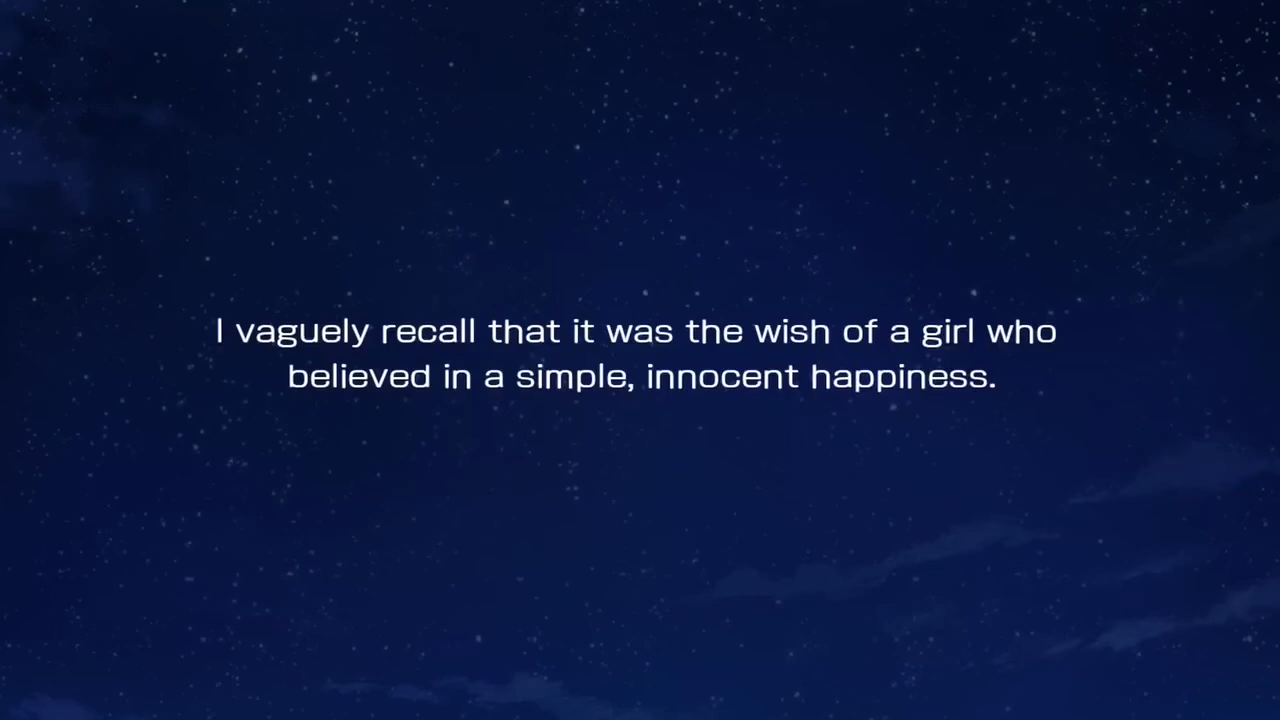 I vaguely recall that it was the wish of a girl who
believed in a simple, innocent happiness.